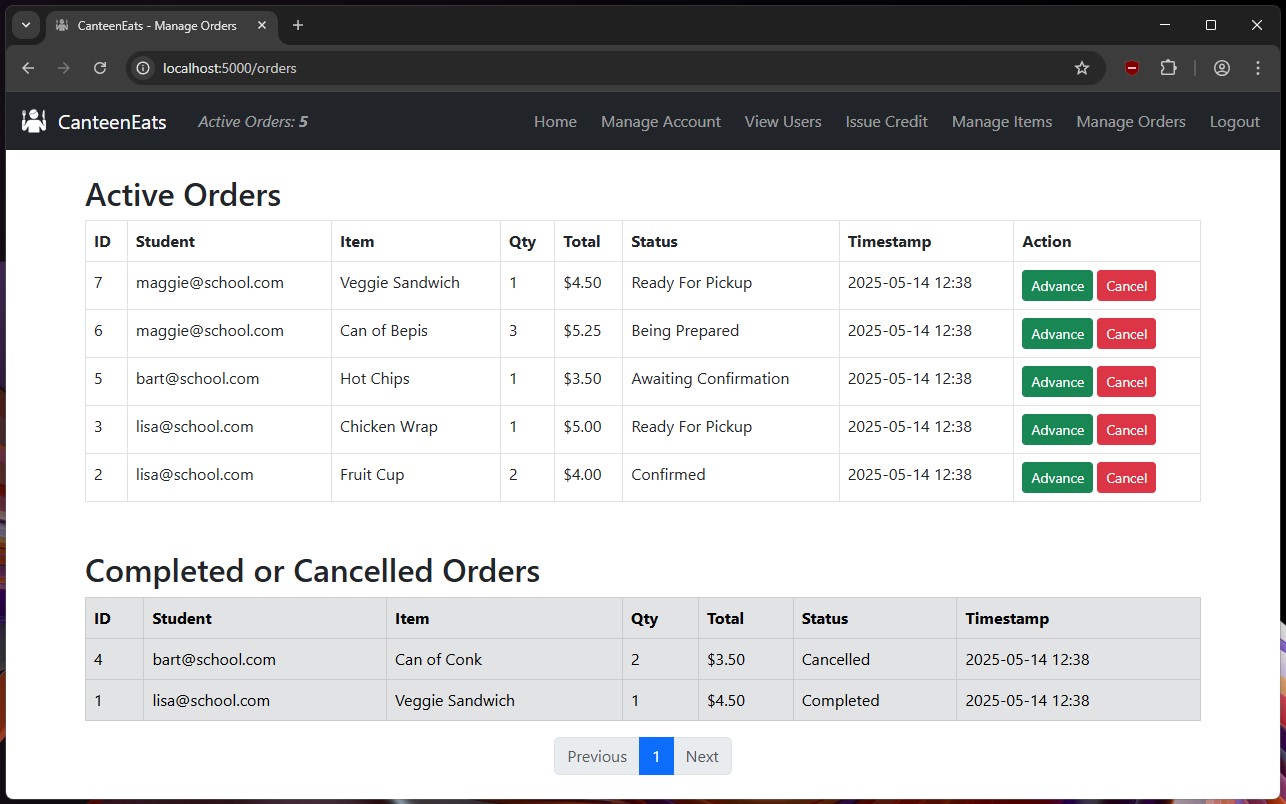 CanteenEats - Manage Orders
localhost:5000/orders
CanteenEats Active Orders: 5 Home Manage Account View Users Issue Credit Manage Items Manage Orders Logout
Active Orders
ID Student Item Qty Total Status Timestamp Action
7 maggie@school.com Veggie Sandwich 1 $4.50 Ready For Pickup 2025-05-14 12:38 Advance Cancel
6 maggie@school.com Can of Bepis 3 $5.25 Being Prepared 2025-05-14 12:38 Advance Cancel
5 bart@school.com Hot Chips 1 $3.50 Awaiting Confirmation 2025-05-14 12:38 Advance Cancel
3 lisa@school.com Chicken Wrap 1 $5.00 Ready For Pickup 2025-05-14 12:38 Advance Cancel
2 lisa@school.com Fruit Cup 2 $4.00 Confirmed 2025-05-14 12:38 Advance Cancel
Completed or Cancelled Orders
ID Student Item Qty Total Status Timestamp
4 bart@school.com Can of Conk 2 $3.50 Cancelled 2025-05-14 12:38
1 lisa@school.com Veggie Sandwich 1 $4.50 Completed 2025-05-14 12:38
Previous 1 Next